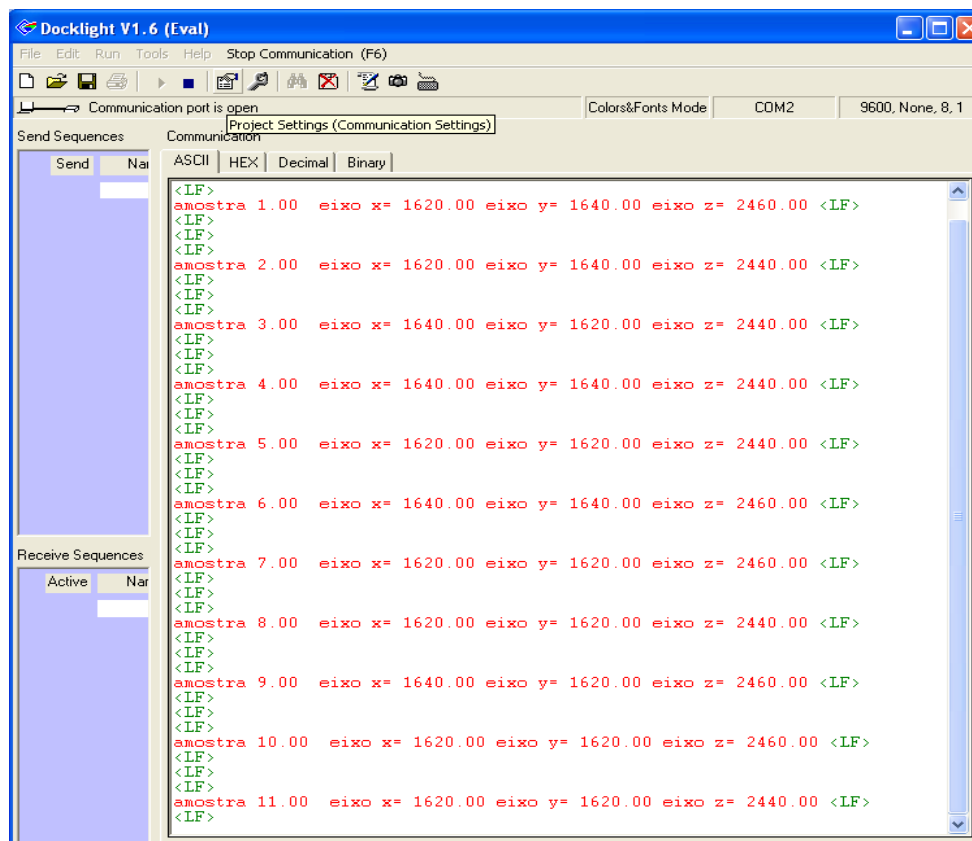 Docklight V1.6 (Eval)
File Edit Run Tools Help Stop Communication (F6)
Communication port is open Colors&Fonts Mode COM2 9600, None, 8, 1
Project Settings (Communication Settings)
Send Sequences
Communication
Send Nar
ASCII HEX Decimal Binary
<LF>
amostra 1.00 eixo x= 1620.00 eixo y= 1640.00 eixo z= 2460.00 <LF>
<LF>
<LF>
<LF>
amostra 2.00 eixo x= 1620.00 eixo y= 1640.00 eixo z= 2440.00 <LF>
<LF>
<LF>
<LF>
amostra 3.00 eixo x= 1640.00 eixo y= 1620.00 eixo z= 2440.00 <LF>
<LF>
<LF>
<LF>
amostra 4.00 eixo x= 1640.00 eixo y= 1640.00 eixo z= 2440.00 <LF>
<LF>
<LF>
<LF>
amostra 5.00 eixo x= 1620.00 eixo y= 1620.00 eixo z= 2440.00 <LF>
<LF>
<LF>
<LF>
amostra 6.00 eixo x= 1640.00 eixo y= 1640.00 eixo z= 2460.00 <LF>
<LF>
<LF>
<LF>
amostra 7.00 eixo x= 1620.00 eixo y= 1620.00 eixo z= 2460.00 <LF>
<LF>
<LF>
<LF>
amostra 8.00 eixo x= 1620.00 eixo y= 1620.00 eixo z= 2440.00 <LF>
<LF>
<LF>
<LF>
amostra 9.00 eixo x= 1640.00 eixo y= 1620.00 eixo z= 2460.00 <LF>
<LF>
<LF>
<LF>
amostra 10.00 eixo x= 1620.00 eixo y= 1620.00 eixo z= 2460.00 <LF>
<LF>
<LF>
<LF>
amostra 11.00 eixo x= 1620.00 eixo y= 1620.00 eixo z= 2440.00 <LF>
<LF>
Receive Sequences
Active Nar